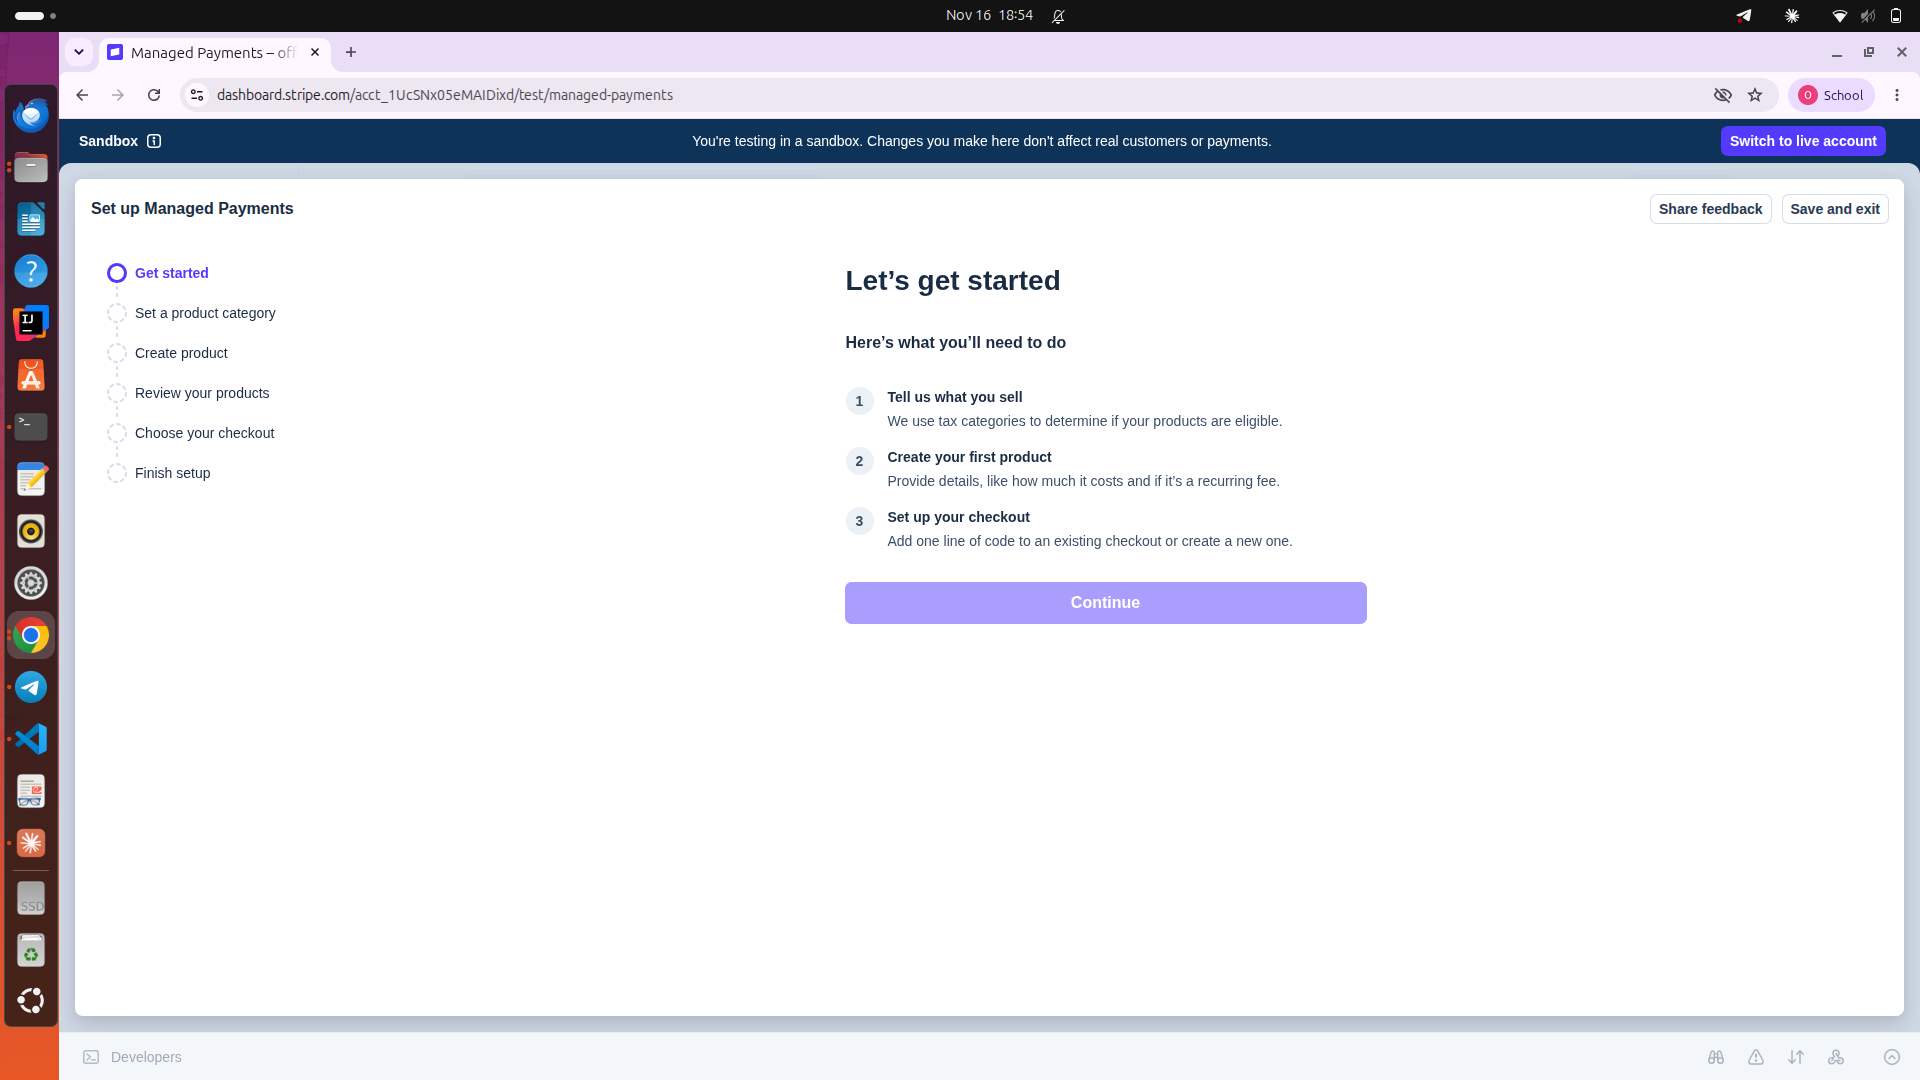 Nov 16 18:54
Managed Payments – off
dashboard.stripe.com/acct_1UcSNx05eMAIDixd/test/managed-payments
O School
Sandbox
You're testing in a sandbox. Changes you make here don't affect real customers or payments.
Switch to live account
Set up Managed Payments
Share feedback
Save and exit
Get started
Set a product category
Create product
Review your products
Choose your checkout
Finish setup
Let’s get started
Here’s what you’ll need to do
1 Tell us what you sell
We use tax categories to determine if your products are eligible.
2 Create your first product
Provide details, like how much it costs and if it’s a recurring fee.
3 Set up your checkout
Add one line of code to an existing checkout or create a new one.
Continue
IJ
SSD
Developers